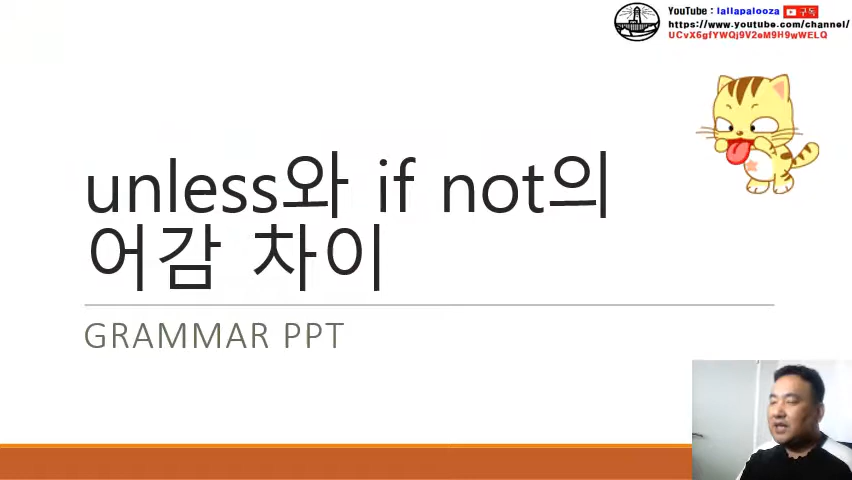 YouTube : lallapalooza 구독
https://www.youtube.com/channel/
UCvX6gfYWQj9V2eM9H9wWELQ
unless와 if not의
어감 차이
GRAMMAR PPT